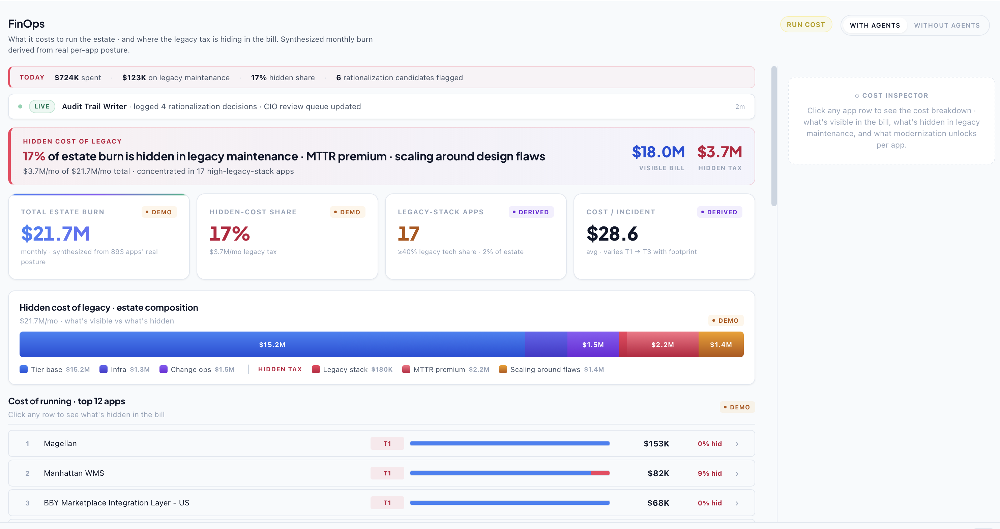 FinOps
What it costs to run the estate · and where the legacy tax is hiding in the bill. Synthesized monthly burn
derived from real per-app posture.
RUN COST
WITH AGENTS WITHOUT AGENTS
TODAY $724K spent · $123K on legacy maintenance · 17% hidden share · 6 rationalization candidates flagged
LIVE Audit Trail Writer · logged 4 rationalization decisions · CIO review queue updated 2m
HIDDEN COST OF LEGACY
17% of estate burn is hidden in legacy maintenance · MTTR premium · scaling around design flaws
$3.7M/mo of $21.7M/mo total · concentrated in 17 high-legacy-stack apps
$18.0M $3.7M
VISIBLE BILL HIDDEN TAX
TOTAL ESTATE BURN • DEMO
$21.7M
monthly · synthesized from 893 apps' real
posture
HIDDEN-COST SHARE • DEMO
17%
$3.7M/mo legacy tax
LEGACY-STACK APPS • DERIVED
17
≥40% legacy tech share · 2% of estate
COST / INCIDENT • DERIVED
$28.6
avg · varies T1 → T3 with footprint
Hidden cost of legacy · estate composition
$21.7M/mo · what's visible vs what's hidden
• DEMO
$15.2M $1.5M $2.2M $1.4M
Tier base $15.2M Infra $1.3M Change ops $1.5M HIDDEN TAX Legacy stack $180K MTTR premium $2.2M Scaling around flaws $1.4M
Cost of running · top 12 apps
Click any row to see what's hidden in the bill
• DEMO
1 Magellan T1 $153K 0% hid ›
2 Manhattan WMS T1 $82K 9% hid ›
3 BBY Marketplace Integration Layer - US T1 $68K 0% hid ›
⊙ COST INSPECTOR
Click any app row to see the cost breakdown ·
what's visible in the bill, what's hidden in legacy
maintenance, and what modernization unlocks
per app.